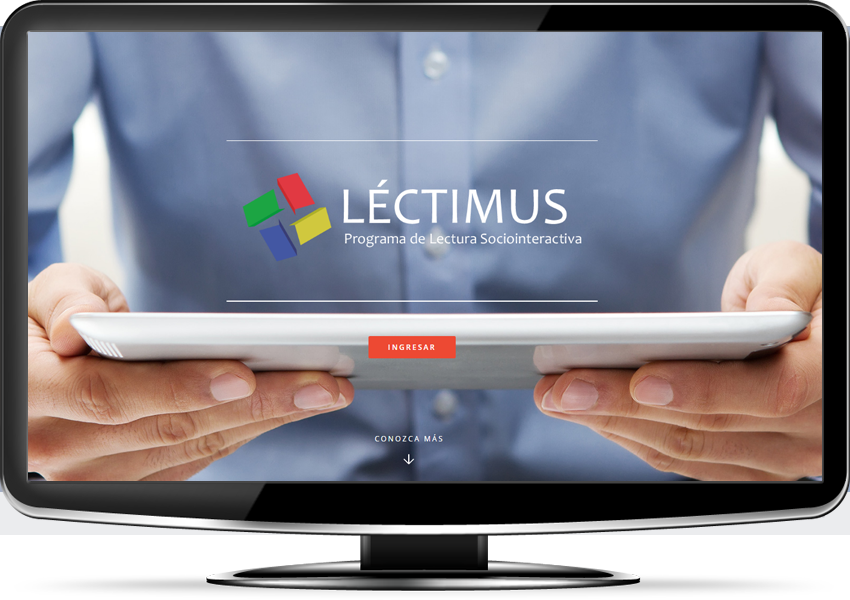 LÉCTIMUS
Programa de Lectura Sociointeractiva
INGRESAR
CONOZCA MÁS